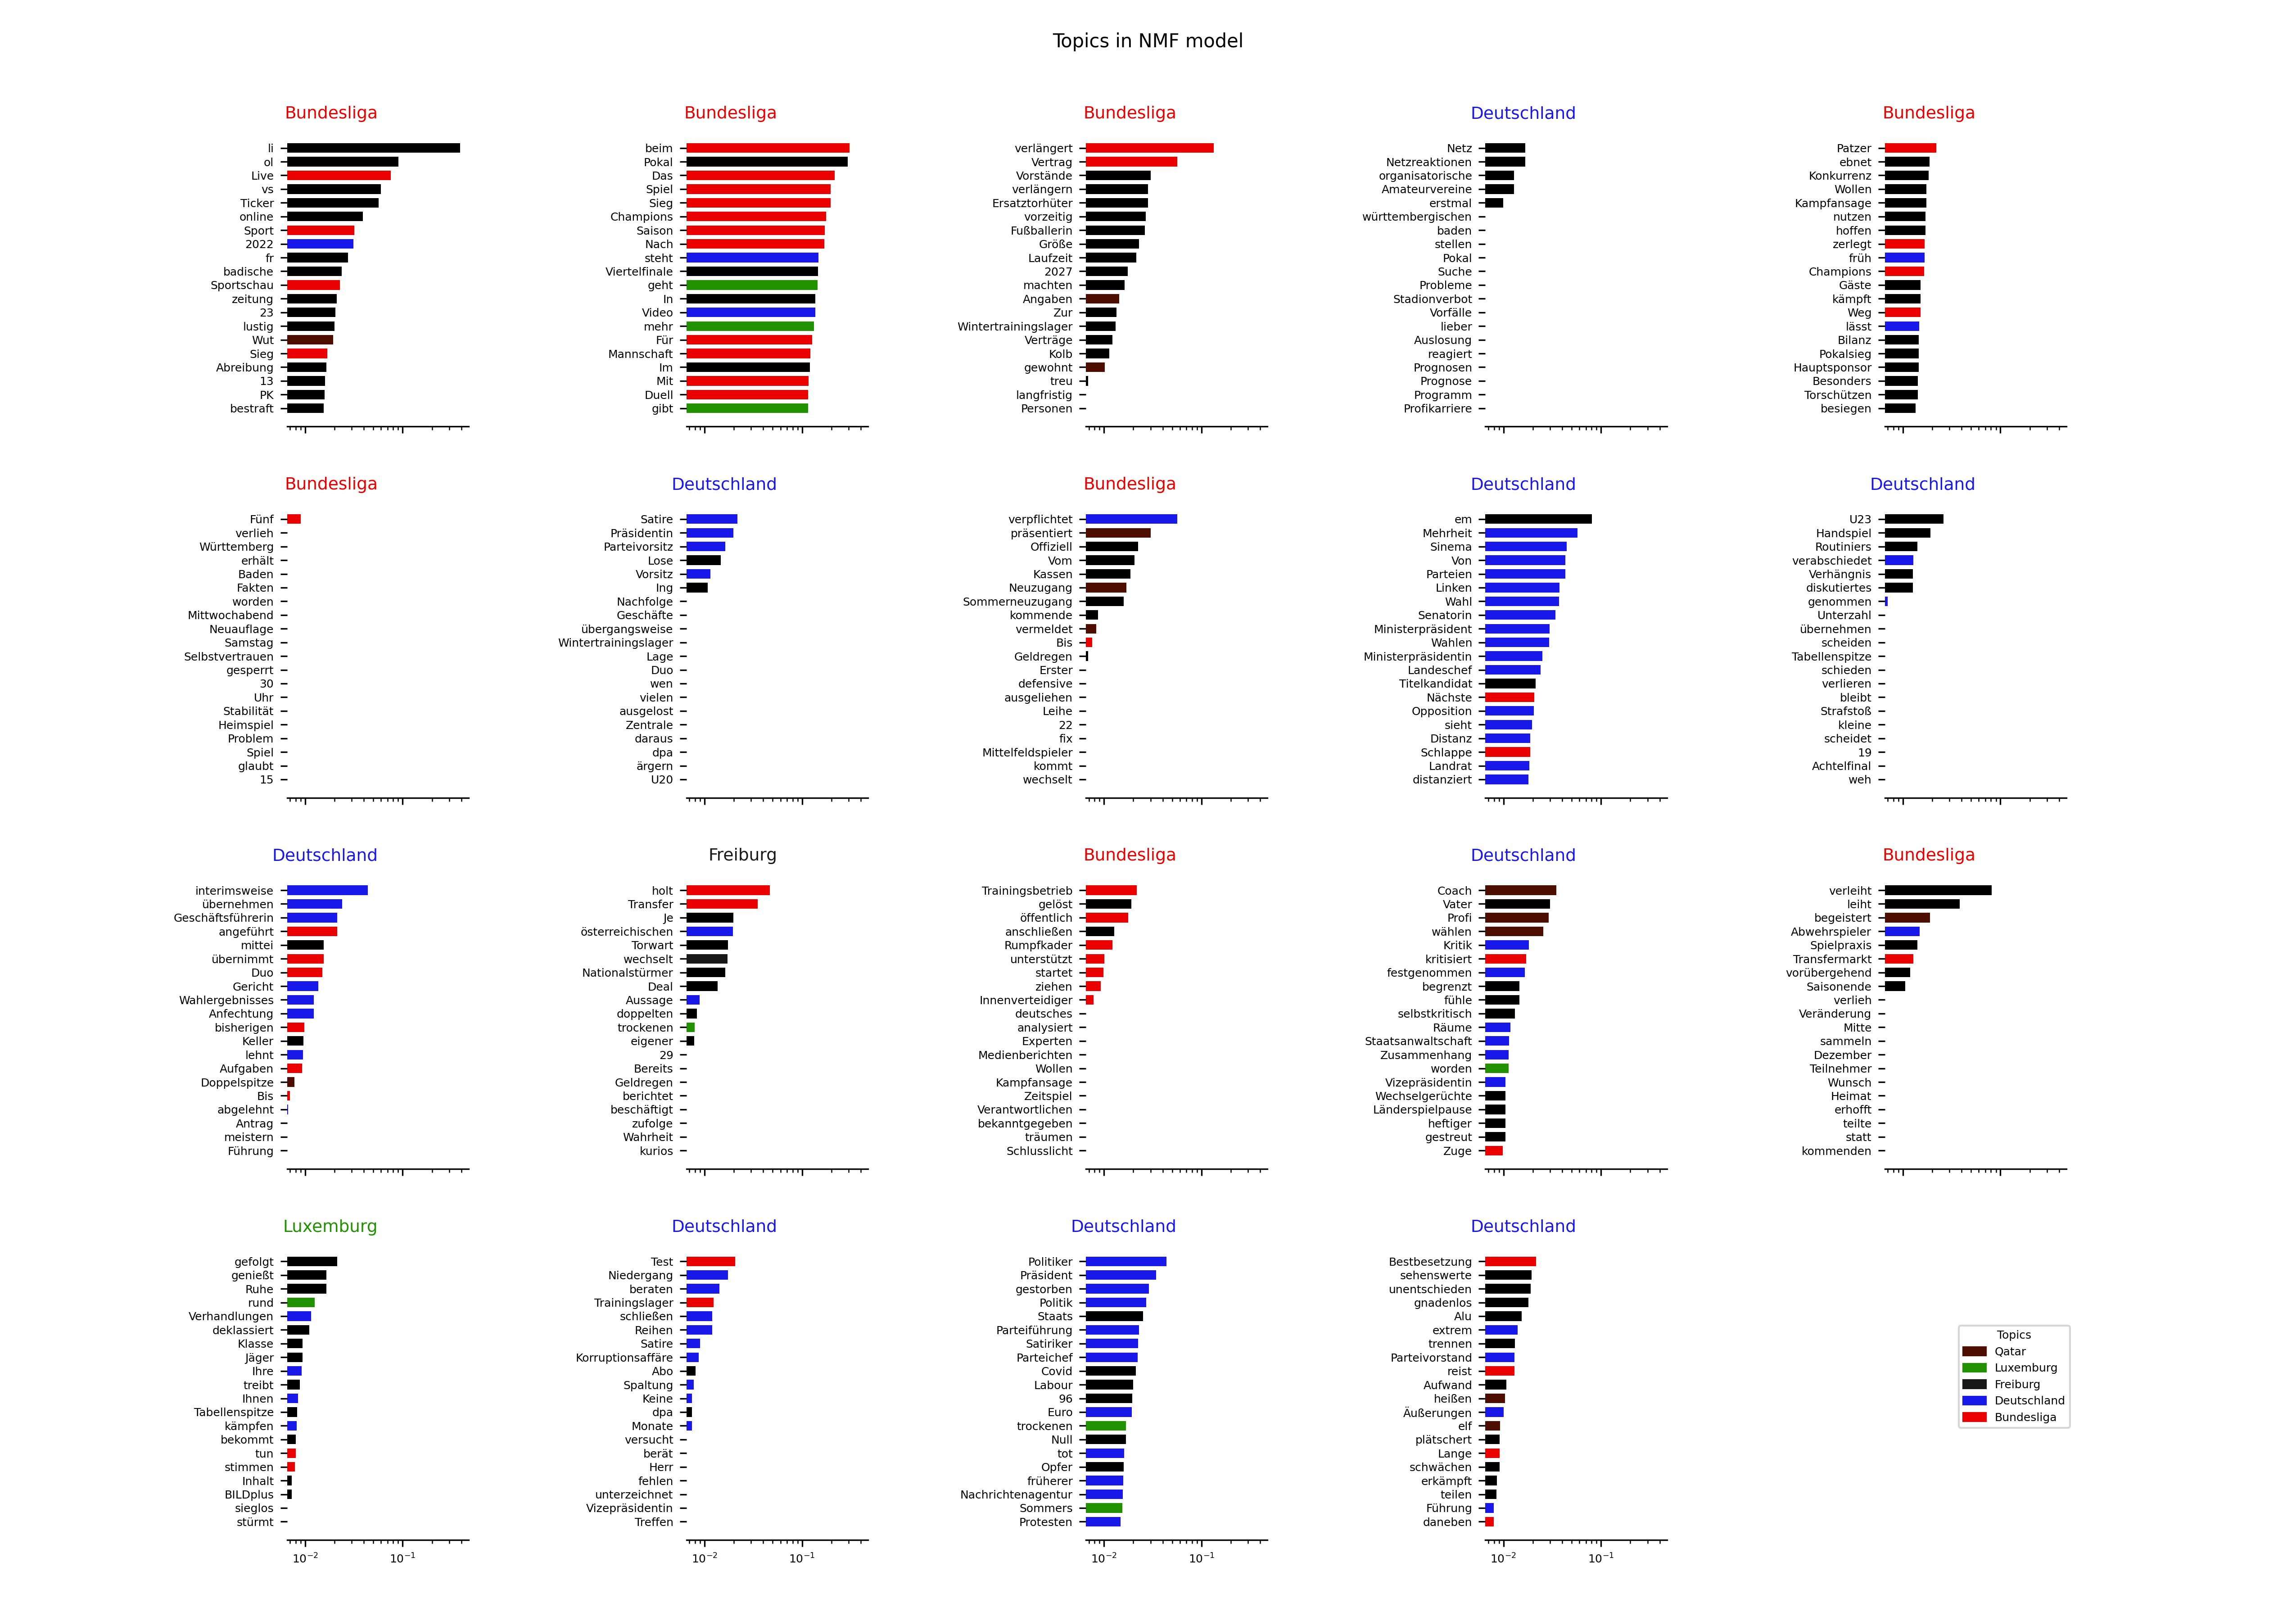 Topics in NMF model
Bundesliga
li
ol
Live
vs
Ticker
online
Sport
2022
fr
badische
Sportschau
zeitung
23
lustig
Wut
Sieg
Abreibung
13
PK
bestraft
Bundesliga
beim
Pokal
Das
Spiel
Sieg
Champions
Saison
Nach
steht
Viertelfinale
geht
In
Video
mehr
Für
Mannschaft
Im
Mit
Duell
gibt
Bundesliga
verlängert
Vertrag
Vorstände
verlängern
Ersatztorhüter
vorzeitig
Fußballerin
Größe
Laufzeit
2027
machten
Angaben
Zur
Wintertrainingslager
Verträge
Kolb
gewohnt
treu
langfristig
Personen
Deutschland
Netz
Netzreaktionen
organisatorische
Amateurvereine
erstmal
württembergischen
baden
stellen
Pokal
Suche
Probleme
Stadionverbot
Vorfälle
lieber
Auslosung
reagiert
Prognosen
Prognose
Programm
Profikarriere
Bundesliga
Patzer
ebnet
Konkurrenz
Wollen
Kampfansage
nutzen
hoffen
zerlegt
früh
Champions
Gäste
kämpft
Weg
lässt
Bilanz
Pokalsieg
Hauptsponsor
Besonders
Torschützen
besiegen
Bundesliga
Fünf
verlieh
Württemberg
erhält
Baden
Fakten
worden
Mittwochabend
Neuauflage
Samstag
Selbstvertrauen
gesperrt
30
Uhr
Stabilität
Heimspiel
Problem
Spiel
glaubt
15
Deutschland
Satire
Präsidentin
Parteivorsitz
Lose
Vorsitz
Ing
Nachfolge
Geschäfte
übergangsweise
Wintertrainingslager
Lage
Duo
wen
vielen
ausgelost
Zentrale
daraus
dpa
ärgern
U20
Bundesliga
verpflichtet
präsentiert
Offiziell
Vom
Kassen
Neuzugang
Sommerneuzugang
kommende
vermeldet
Bis
Geldregen
Erster
defensive
ausgeliehen
Leihe
22
fix
Mittelfeldspieler
kommt
wechselt
Deutschland
em
Mehrheit
Sinema
Von
Parteien
Linken
Wahl
Senatorin
Ministerpräsident
Wahlen
Ministerpräsidentin
Landeschef
Titelkandidat
Nächste
Opposition
sieht
Distanz
Schlappe
Landrat
distanziert
Deutschland
U23
Handspiel
Routiniers
verabschiedet
Verhängnis
diskutiertes
genommen
Unterzahl
übernehmen
scheiden
Tabellenspitze
schieden
verlieren
bleibt
Strafstoß
kleine
scheidet
19
Achtelfinal
weh
Deutschland
interimsweise
übernehmen
Geschäftsführerin
angeführt
mittei
übernimmt
Duo
Gericht
Wahlergebnisses
Anfechtung
bisherigen
Keller
lehnt
Aufgaben
Doppelspitze
Bis
abgelehnt
Antrag
meistern
Führung
Freiburg
holt
Transfer
Je
österreichischen
Torwart
wechselt
Nationalstürmer
Deal
Aussage
doppelten
trockenen
eigener
29
Bereits
Geldregen
berichtet
beschäftigt
zufolge
Wahrheit
kurios
Bundesliga
Trainingsbetrieb
gelöst
öffentlich
anschließen
Rumpfkader
unterstützt
startet
ziehen
Innenverteidiger
deutsches
analysiert
Experten
Medienberichten
Wollen
Kampfansage
Zeitspiel
Verantwortlichen
bekanntgegeben
träumen
Schlusslicht
Deutschland
Coach
Vater
Profi
wählen
Kritik
kritisiert
festgenommen
begrenzt
fühle
selbstkritisch
Räume
Staatsanwaltschaft
Zusammenhang
worden
Vizepräsidentin
Wechselgerüchte
Länderspielpause
heftiger
gestreut
Zuge
Bundesliga
verleiht
leiht
begeistert
Abwehrspieler
Spielpraxis
Transfermarkt
vorübergehend
Saisonende
verlieh
Veränderung
Mitte
sammeln
Dezember
Teilnehmer
Wunsch
Heimat
erhofft
teilte
statt
kommenden
Luxemburg
gefolgt
genießt
Ruhe
rund
Verhandlungen
deklassiert
Klasse
Jäger
Ihre
treibt
Ihnen
Tabellenspitze
kämpfen
bekommt
tun
stimmen
Inhalt
BILDplus
sieglos
stürmt
10⁻² 10⁻¹
Deutschland
Test
Niedergang
beraten
Trainingslager
schließen
Reihen
Satire
Korruptionsaffäre
Abo
Spaltung
Keine
dpa
Monate
versucht
berät
Herr
fehlen
unterzeichnet
Vizepräsidentin
Treffen
10⁻² 10⁻¹
Deutschland
Politiker
Präsident
gestorben
Politik
Staats
Parteiführung
Satiriker
Parteichef
Covid
Labour
96
Euro
trockenen
Null
tot
Opfer
früherer
Nachrichtenagentur
Sommers
Protesten
10⁻² 10⁻¹
Deutschland
Bestbesetzung
sehenswerte
unentschieden
gnadenlos
Alu
extrem
trennen
Parteivorstand
reist
Aufwand
heißen
Äußerungen
elf
plätschert
Lange
schwächen
erkämpft
teilen
Führung
daneben
10⁻² 10⁻¹
Topics
Qatar
Luxemburg
Freiburg
Deutschland
Bundesliga